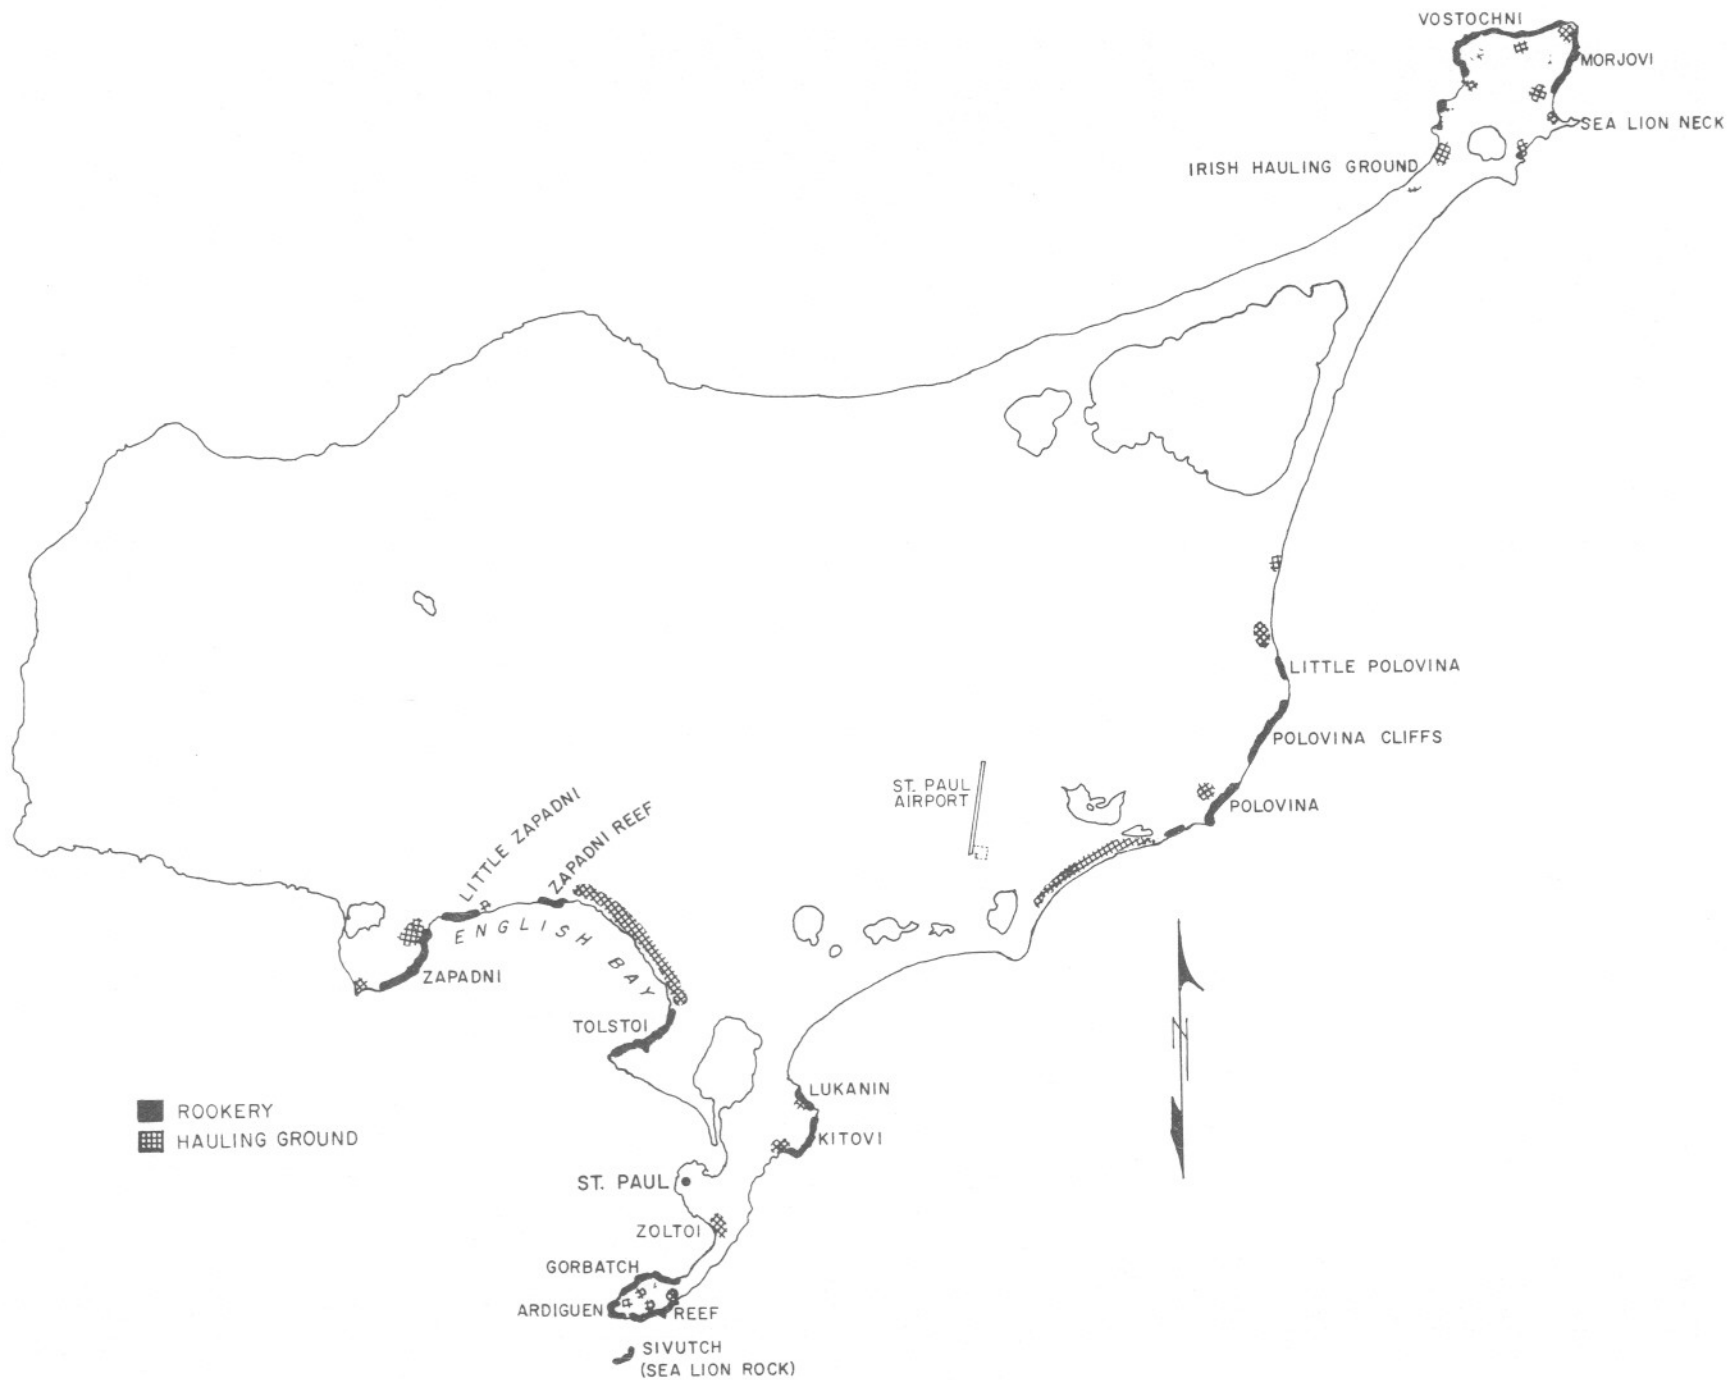 VOSTOCHNI
MORJOVI
SEA LION NECK
IRISH HAULING GROUND
LITTLE POLOVINA
POLOVINA CLIFFS
ST. PAUL
AIRPORT
POLOVINA
LITTLE ZAPADNI
ZAPADNI REEF
ENGLISH BAY
ZAPADNI
TOLSTOI
LUKANIN
ROOKERY
KITOVI
HAULING GROUND
N
ST. PAUL
ZOLTOI
GORBATCH
ARDIGUEN
REEF
SIVUTCH
(SEA LION ROCK)